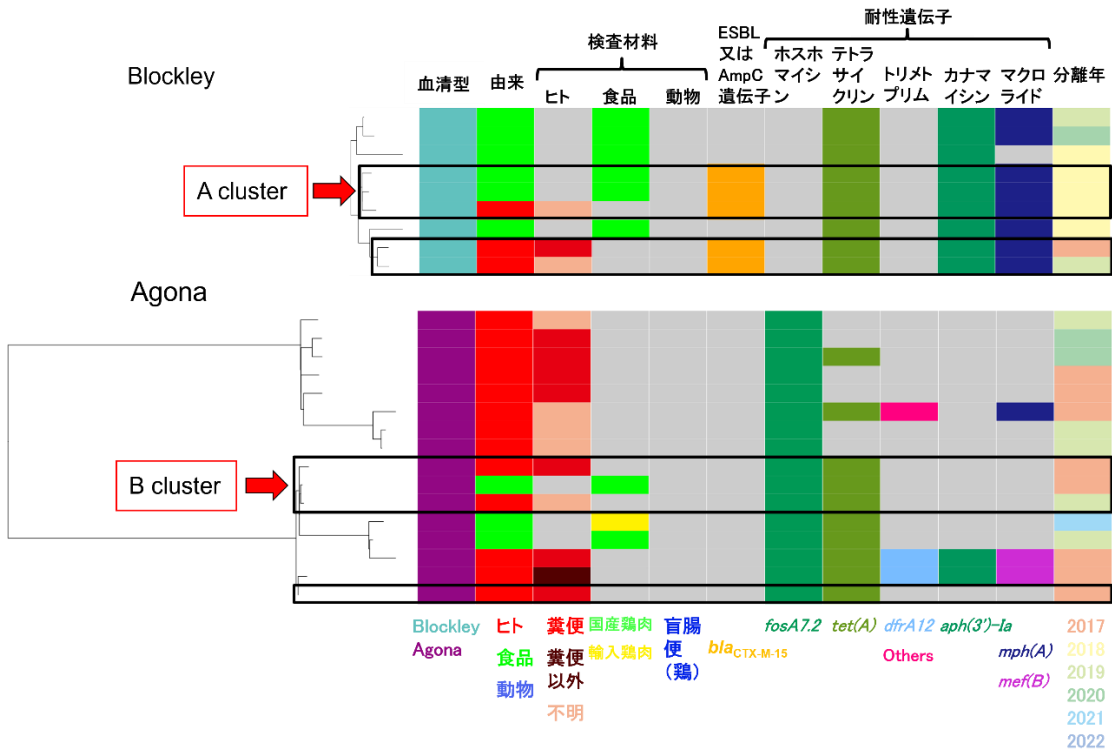 耐性遺伝子
検査材料
ESBL
又は
AmpC
遺伝子
ホスホ
マイシ
ン
テトラ
サイ
クリン
トリメト
プリム
カナマ
イシン
マクロ
ライド
分離年
Blockley
血清型
由来
ヒト
食品
動物
A cluster
Agona
B cluster
Blockley
Agona
ヒト
食品
動物
糞便
糞便
以外
不明
国産鶏肉
輸入鶏肉
盲腸
便
（鶏）
blaCTX-M-15
fosA7.2
tet(A)
dfrA12
Others
aph(3’)-Ia
mph(A)
mef(B)
2017
2018
2019
2020
2021
2022